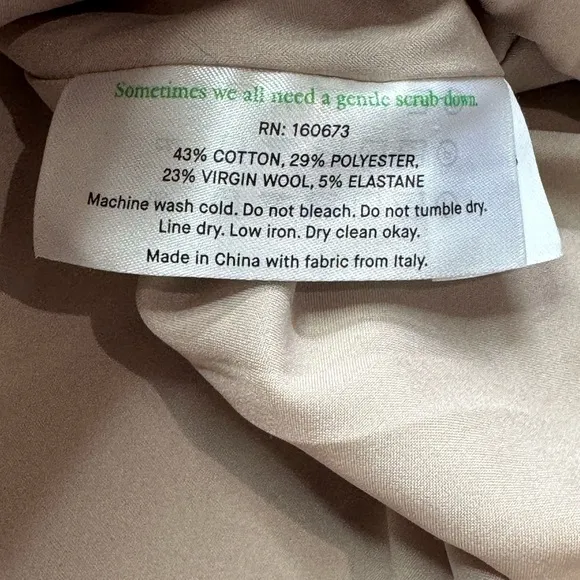 Sometimes we all need a gentle scrub-down.
RN: 160673
43% COTTON, 29% POLYESTER,
23% VIRGIN WOOL, 5% ELASTANE
Machine wash cold. Do not bleach. Do not tumble dry.
Line dry. Low iron. Dry clean okay.
Made in China with fabric from Italy.